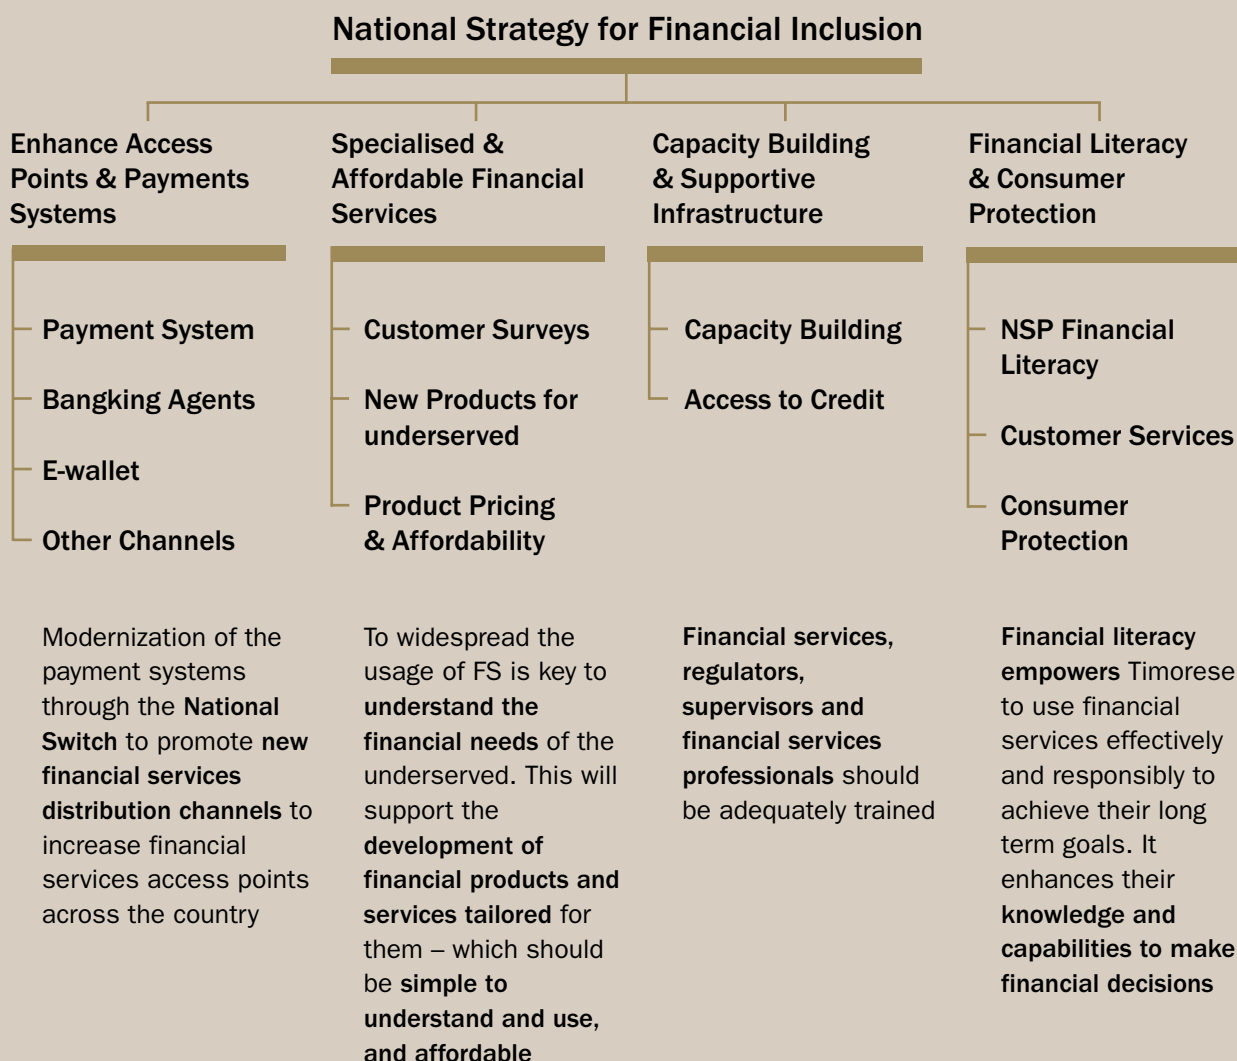 National Strategy for Financial Inclusion
Enhance Access
Points & Payments
Systems
Payment System
Bangking Agents
E-wallet
Other Channels
Modernization of the
payment systems
through the National
Switch to promote new
financial services
distribution channels to
increase financial
services access points
across the country
Specialised &
Affordable Financial
Services
Customer Surveys
New Products for
underserved
Product Pricing
& Affordability
To widespread the
usage of FS is key to
understand the
financial needs of the
underserved. This will
support the
development of
financial products and
services tailored for
them – which should
be simple to
understand and use,
and affordable
Capacity Building
& Supportive
Infrastructure
Capacity Building
Access to Credit
Financial services,
regulators,
supervisors and
financial services
professionals should
be adequately trained
Financial Literacy
& Consumer
Protection
NSP Financial
Literacy
Customer Services
Consumer
Protection
Financial literacy
empowers Timorese
to use financial
services effectively
and responsibly to
achieve their long
term goals. It
enhances their
knowledge and
capabilities to make
financial decisions